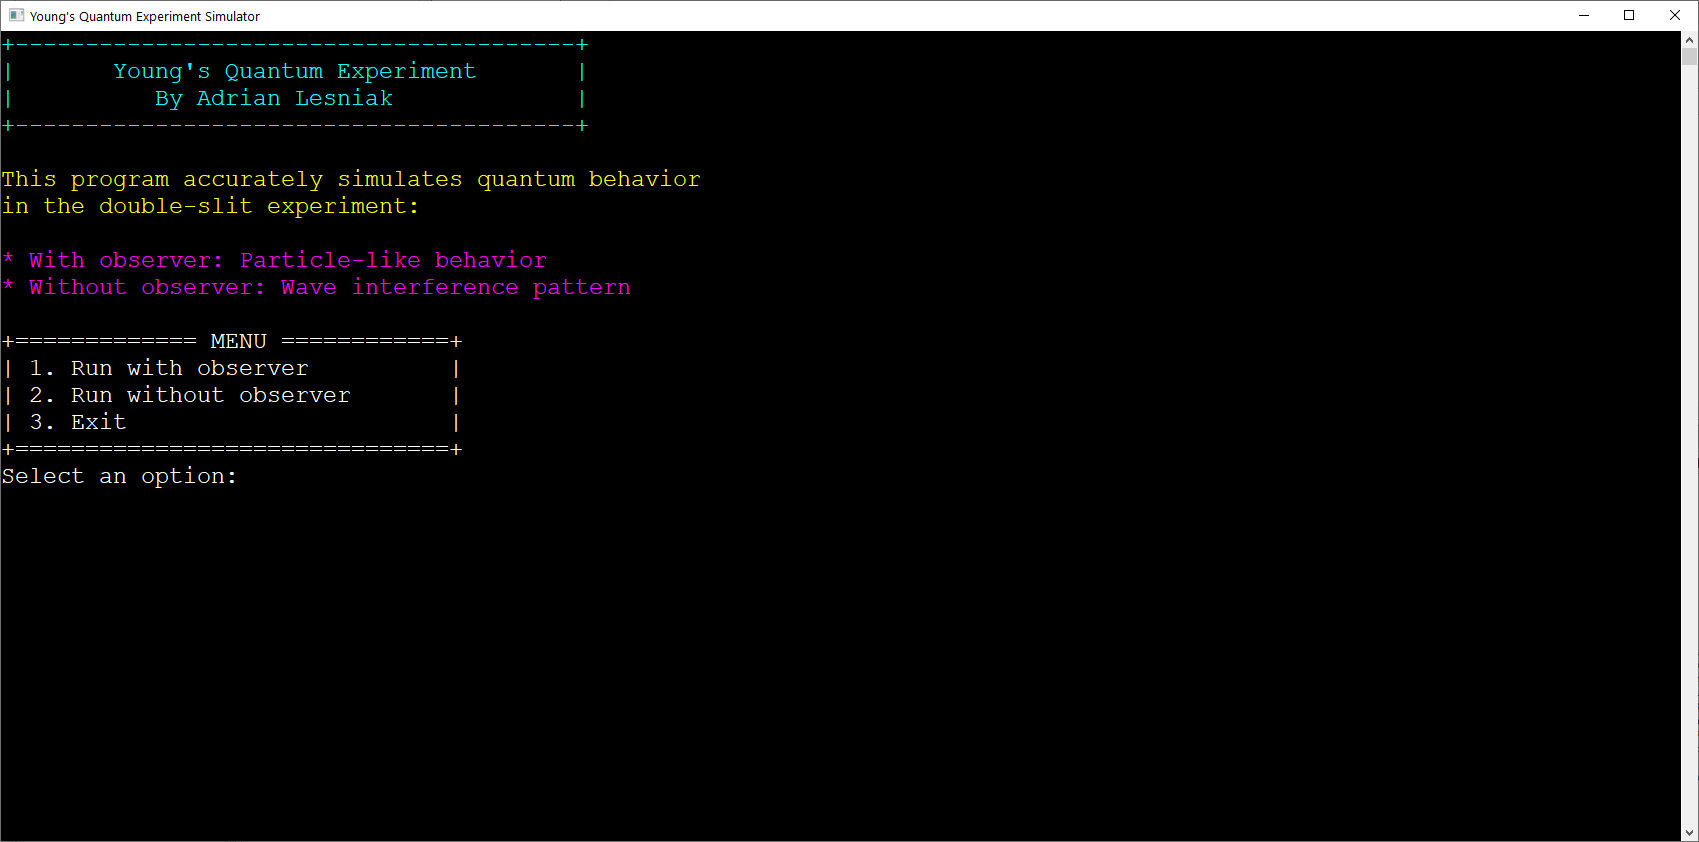 Young's Quantum Experiment Simulator
+----------------------------------------+
|       Young's Quantum Experiment       |
|          By Adrian Lesniak             |
+----------------------------------------+
This program accurately simulates quantum behavior
in the double-slit experiment:
* With observer: Particle-like behavior
* Without observer: Wave interference pattern
+============= MENU ============+
| 1. Run with observer          |
| 2. Run without observer       |
| 3. Exit                       |
+===============================+
Select an option: